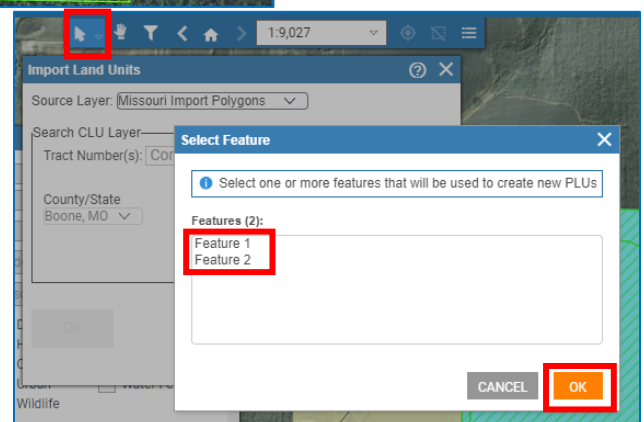 1:9,027
Import Land Units
Source Layer: Missouri Import Polygons
Search CLU Layer
Tract Number(s):
County/State
Boone, MO
OK
Select Feature
Select one or more features that will be used to create new PLUs
Features (2):
Feature 1
Feature 2
CANCEL OK
Wildlife